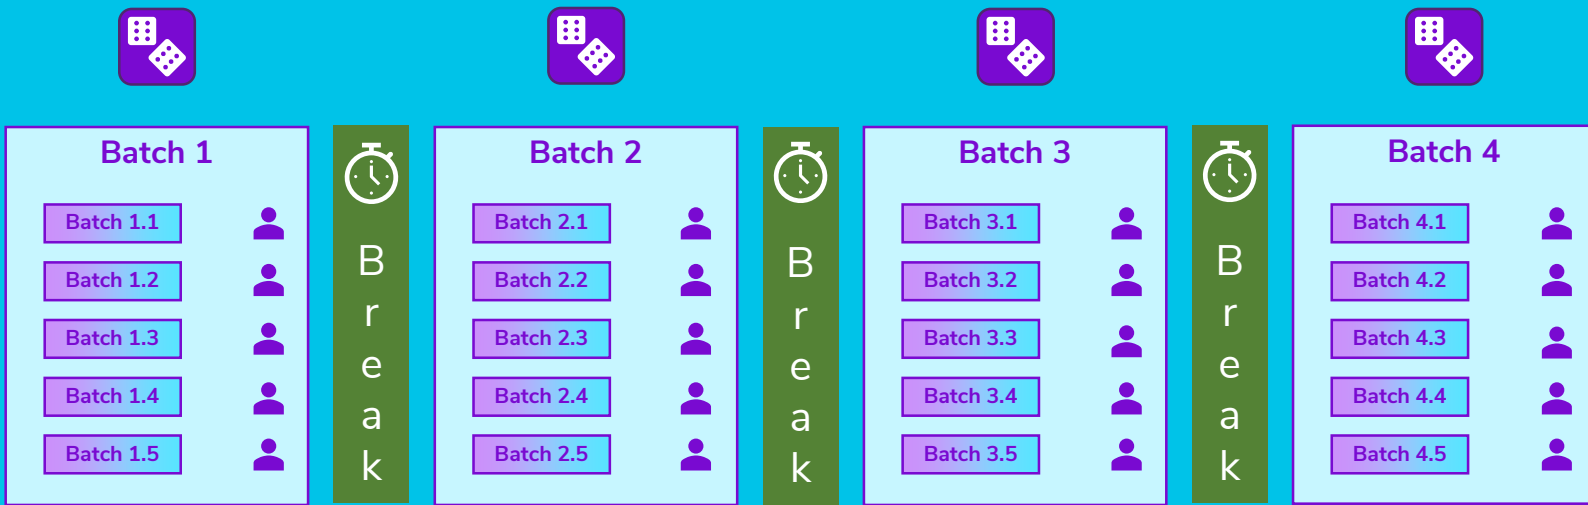 Batch 1
Batch 1.1
Batch 1.2
Batch 1.3
Batch 1.4
Batch 1.5
Break
Batch 2
Batch 2.1
Batch 2.2
Batch 2.3
Batch 2.4
Batch 2.5
Break
Batch 3
Batch 3.1
Batch 3.2
Batch 3.3
Batch 3.4
Batch 3.5
Break
Batch 4
Batch 4.1
Batch 4.2
Batch 4.3
Batch 4.4
Batch 4.5